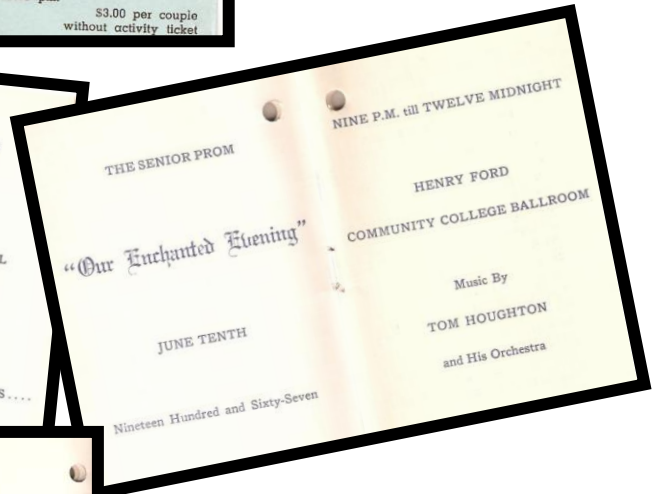 $3.00 per couple
without activity ticket
THE SENIOR PROM
"Our Enchanted Evening"
JUNE TENTH
Nineteen Hundred and Sixty-Seven
NINE P.M. till TWELVE MIDNIGHT
HENRY FORD
COMMUNITY COLLEGE BALLROOM
Music By
TOM HOUGHTON
and His Orchestra